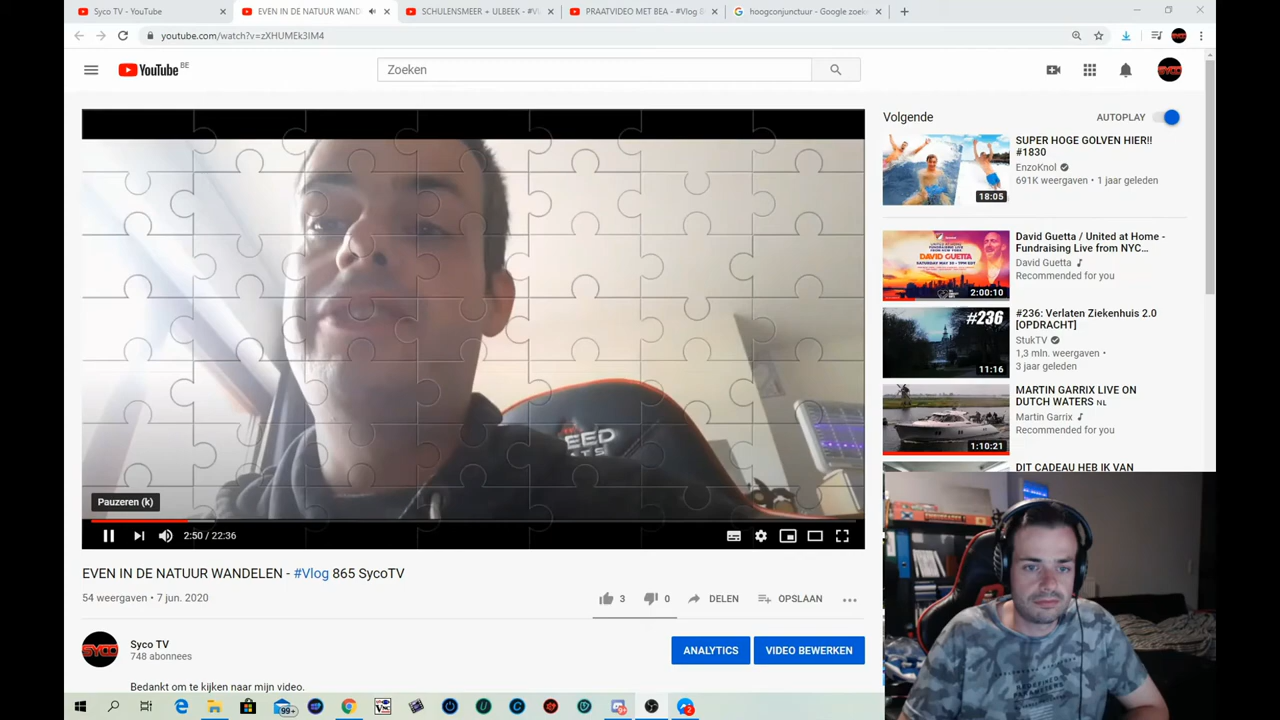 Syco TV - YouTube
EVEN IN DE NATUUR WAND
SCHULENSMEER + ULBEEK - #V
PRAATVIDEO MET BEA - #Vlog 8
hoogconjunctuur - Google zoek
youtube.com/watch?v=zXHUMEk3IM4
YouTube BE
Zoeken
Volgende
AUTOPLAY
SUPER HOGE GOLVEN HIER!!
#1830
EnzoKnol
691K weergaven • 1 jaar geleden
18:05
David Guetta / United at Home -
Fundraising Live from NYC...
David Guetta
Recommended for you
DAVID GUETTA
2:00:10
#236: Verlaten Ziekenhuis 2.0
[OPDRACHT]
StukTV
1,3 mln. weergaven •
3 jaar geleden
#236
11:16
MARTIN GARRIX LIVE ON
DUTCH WATERS NL
Martin Garrix
Recommended for you
1:10:21
DIT CADEAU HEB IK VAN
Pauzeren (k)
2:50 / 22:36
EVEN IN DE NATUUR WANDELEN - #Vlog 865 SycoTV
54 weergaven • 7 jun. 2020
3
0
DELEN
OPSLAAN
SYCO
Syco TV
748 abonnees
ANALYTICS
VIDEO BEWERKEN
Bedankt om te kijken naar mijn video.
99+